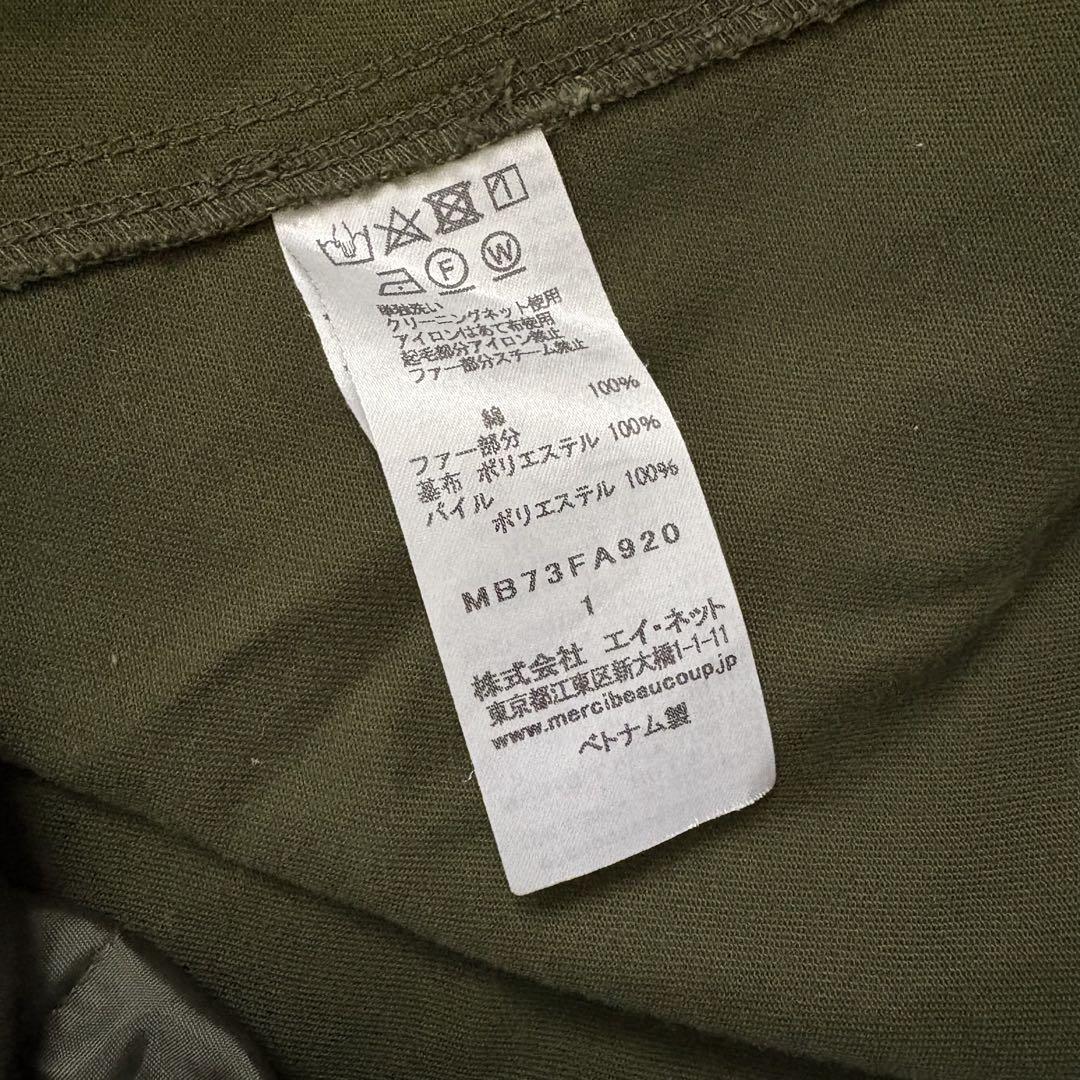 F W
単独洗い
クリーニングネット使用
アイロンはあて布使用
起毛部分アイロン禁止
ファー部分スチーム禁止
綿 100%
ファー部分
基布 ポリエステル 100%
パイル
ポリエステル 100%
MB73FA920
1
株式会社 エイ・ネット
東京都江東区新大橋1-1-11
www.mercibeaucoup.jp
ベトナム製